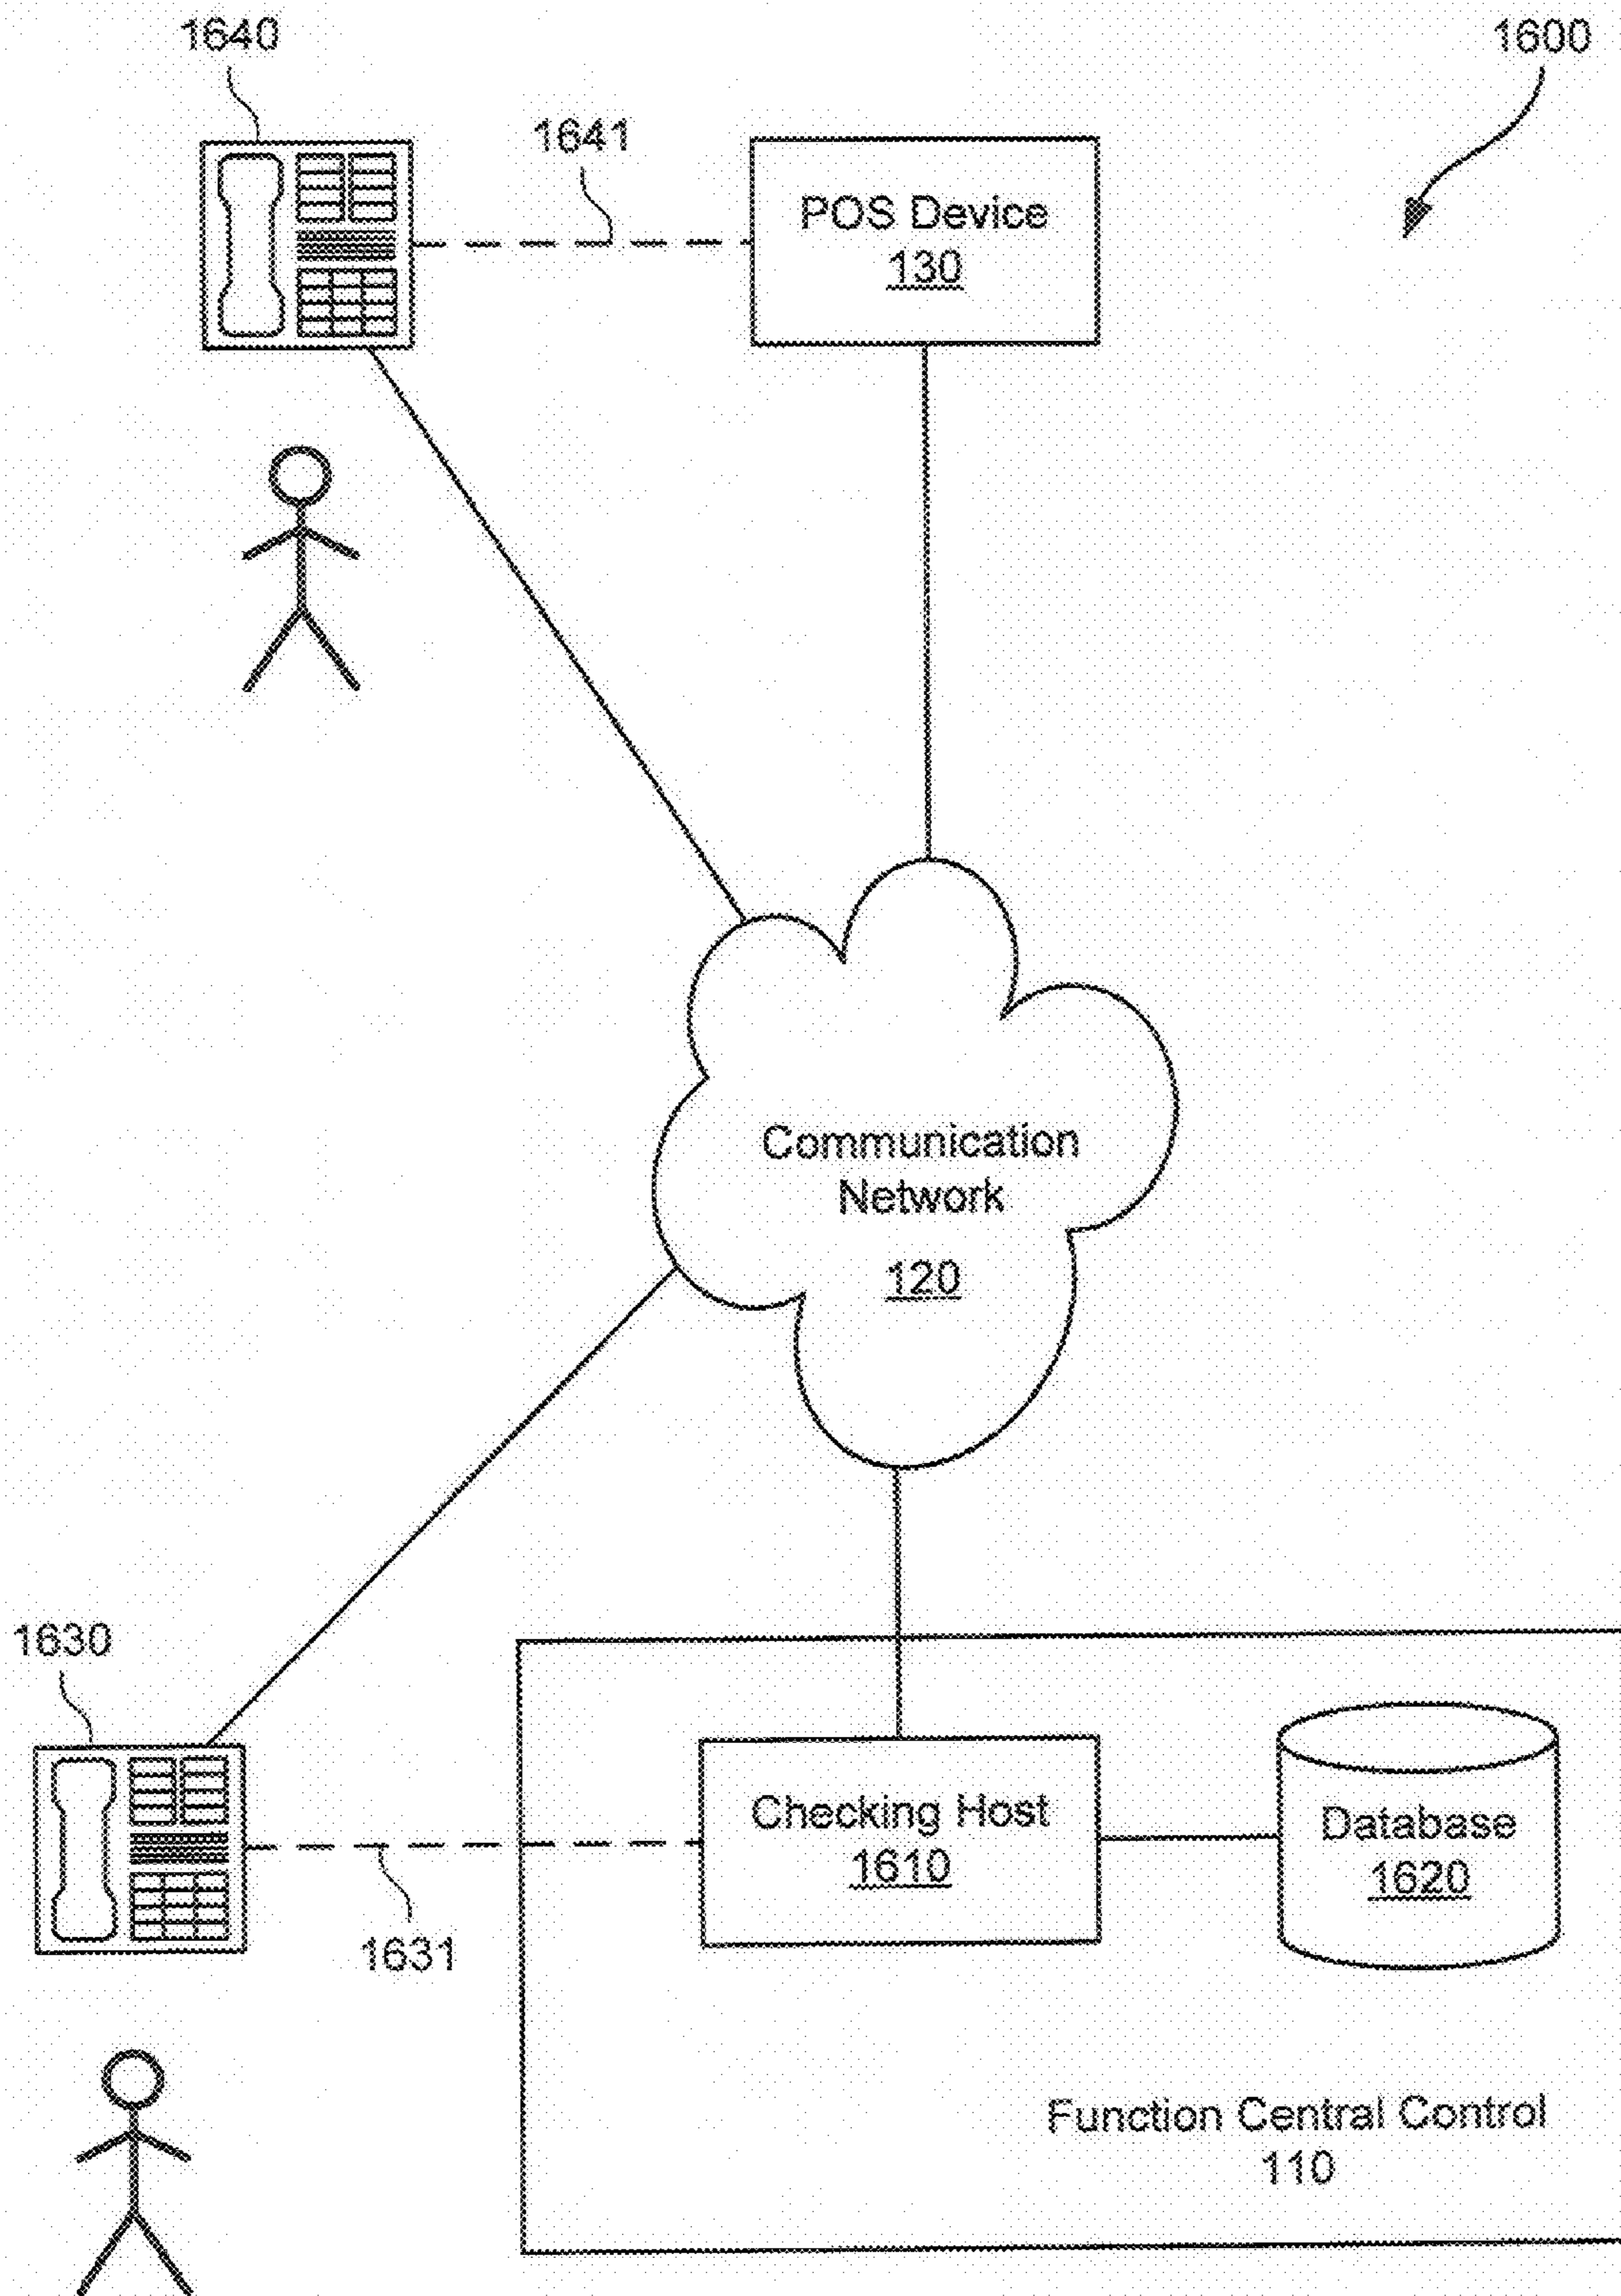 1640
1600
1641
POS Device
130
Communication
Network
120
1630
Checking Host
1610
Database
1620
1631
Function Central Control
110